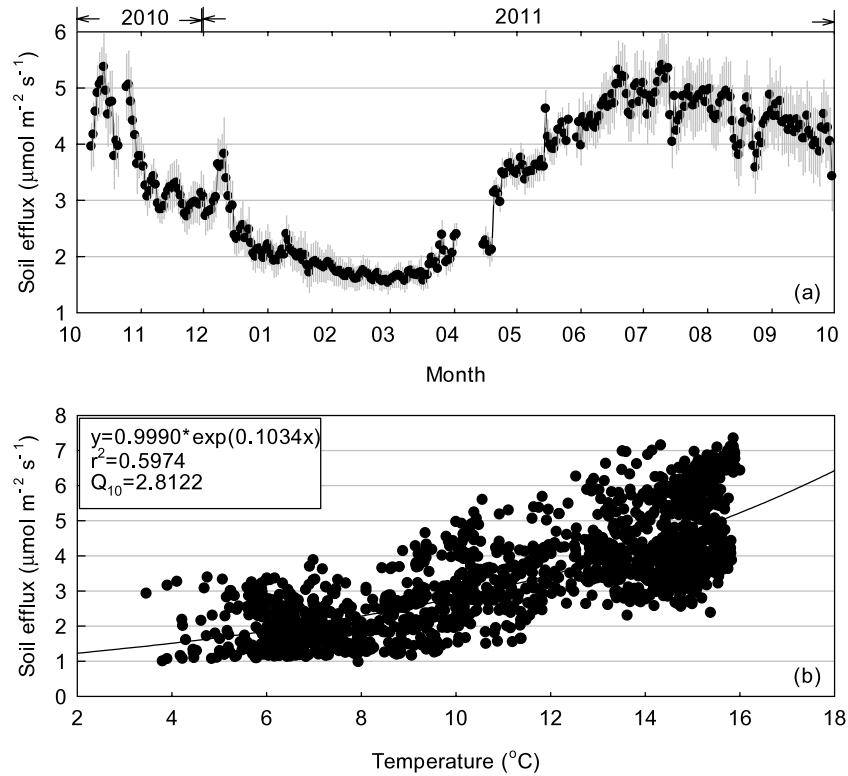 2010 2011
6
5
4
3
2
1
Soil efflux (μmol m⁻² s⁻¹)
(a)
10 11 12 01 02 03 04 05 06 07 08 09 10
Month
8
7
6
5
4
3
2
1
0
Soil efflux (μmol m⁻² s⁻¹)
y=0.9990*exp(0.1034x)
r²=0.5974
Q₁₀=2.8122
(b)
2 4 6 8 10 12 14 16 18
Temperature (°C)